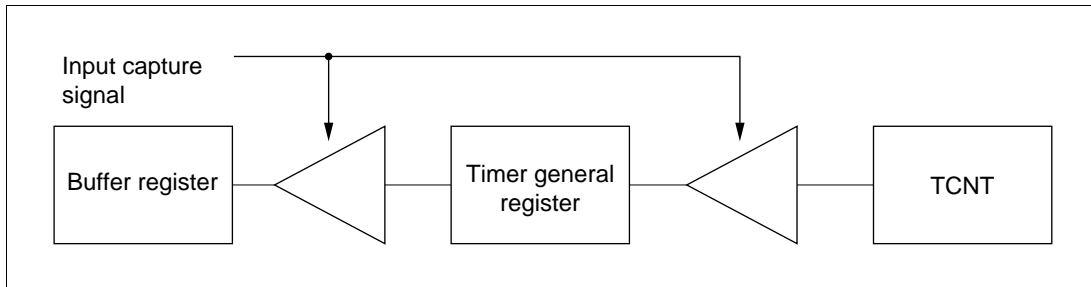 Input capture
signal
Buffer register
Timer general
register
TCNT